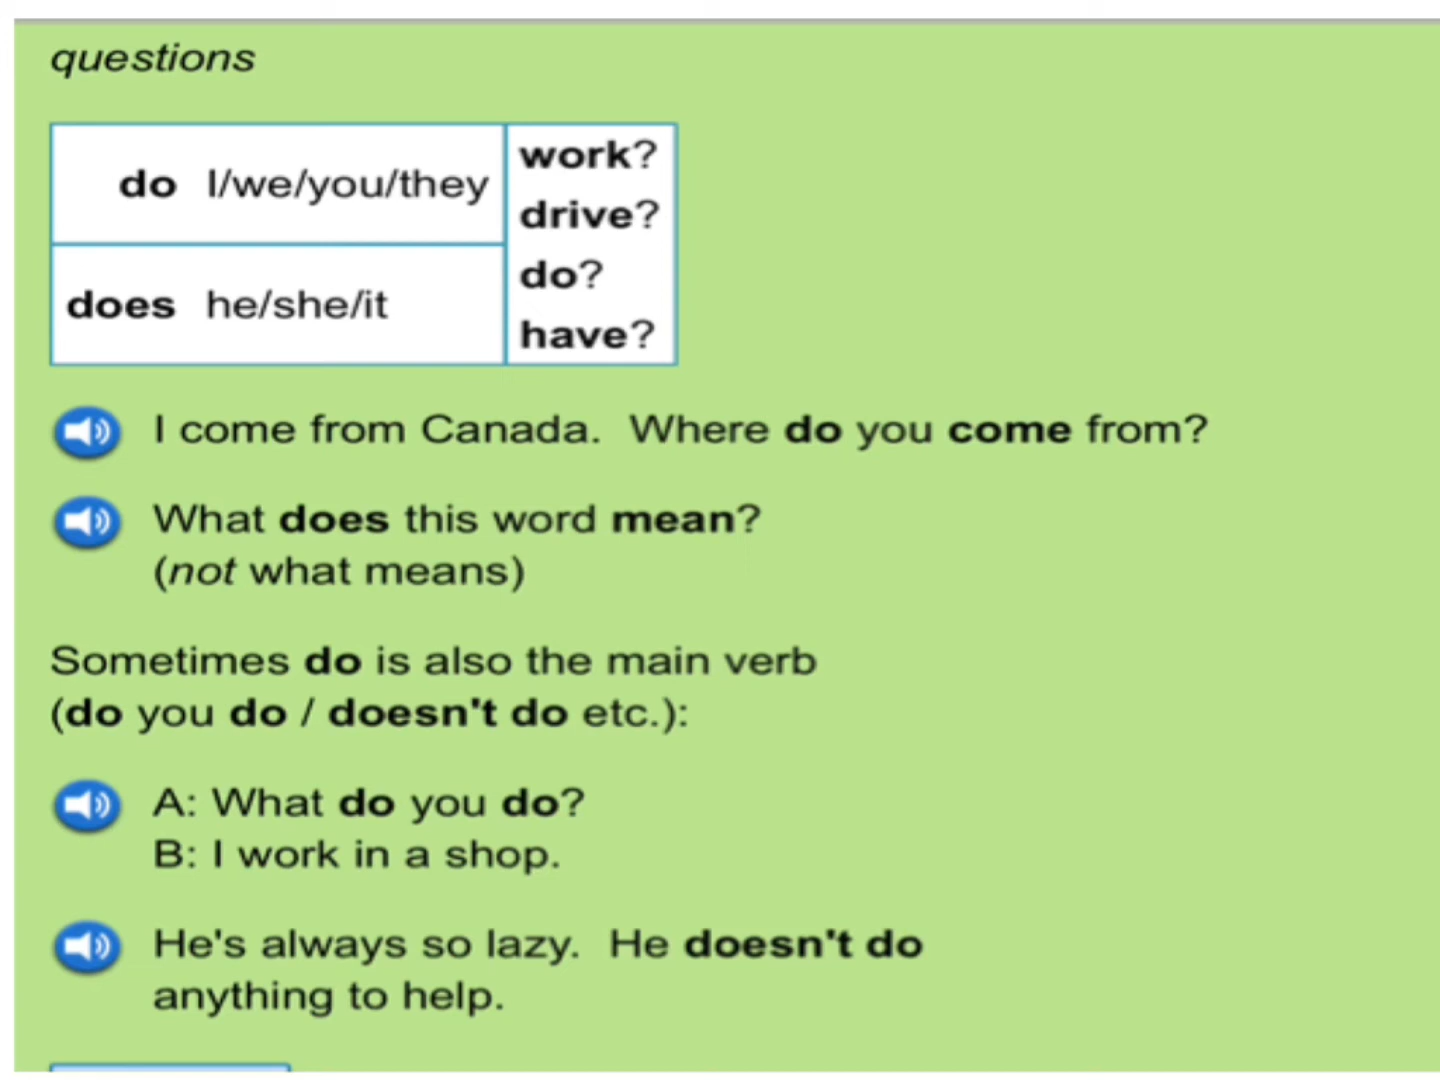 questions
do I/we/you/they
does he/she/it
work?
drive?
do?
have?
I come from Canada. Where do you come from?
What does this word mean?
(not what means)
Sometimes do is also the main verb
(do you do / doesn't do etc.):
A: What do you do?
B: I work in a shop.
He's always so lazy. He doesn't do
anything to help.